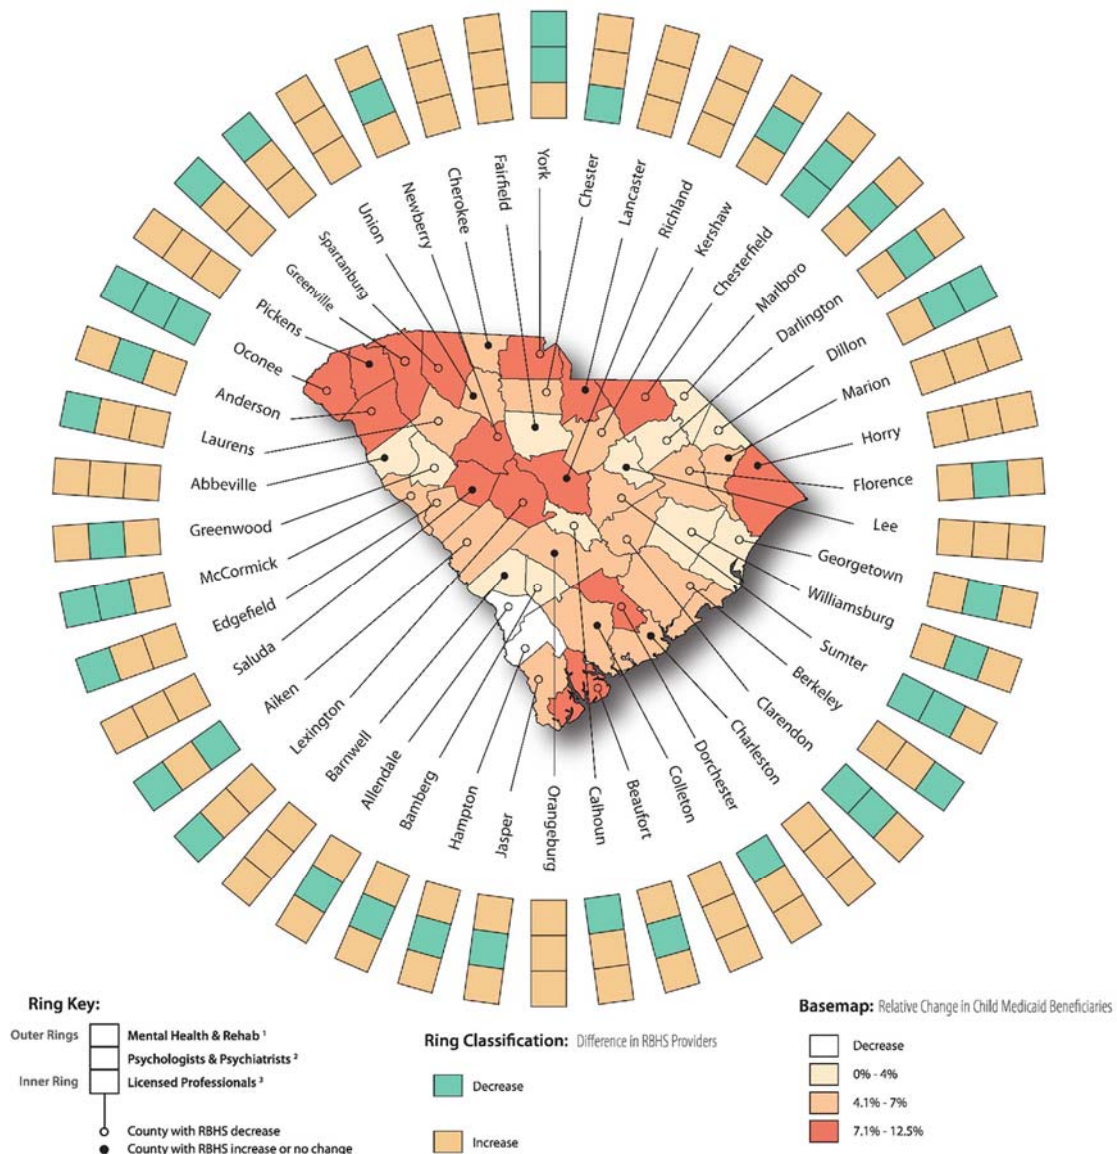 York
Chester
Lancaster
Richland
Kershaw
Chesterfield
Marlboro
Darlington
Dillon
Marion
Horry
Florence
Lee
Georgetown
Williamsburg
Sumter
Berkeley
Clarendon
Charleston
Dorchester
Colleton
Beaufort
Calhoun
Orangeburg
Jasper
Hampton
Bamberg
Allendale
Barnwell
Lexington
Aiken
Saluda
Edgefield
McCormick
Greenwood
Abbeville
Laurens
Anderson
Oconee
Pickens
Greenville
Spartanburg
Union
Newberry
Cherokee
Fairfield
Ring Key:
Outer Rings
Mental Health & Rehab ¹
Psychologists & Psychiatrists ²
Inner Ring
Licensed Professionals ³
County with RBHS decrease
County with RBHS increase or no change
Ring Classification: Difference in RBHS Providers
Decrease
Increase
Basemap: Relative Change in Child Medicaid Beneficiaries
Decrease
0% - 4%
4.1% - 7%
7.1% - 12.5%